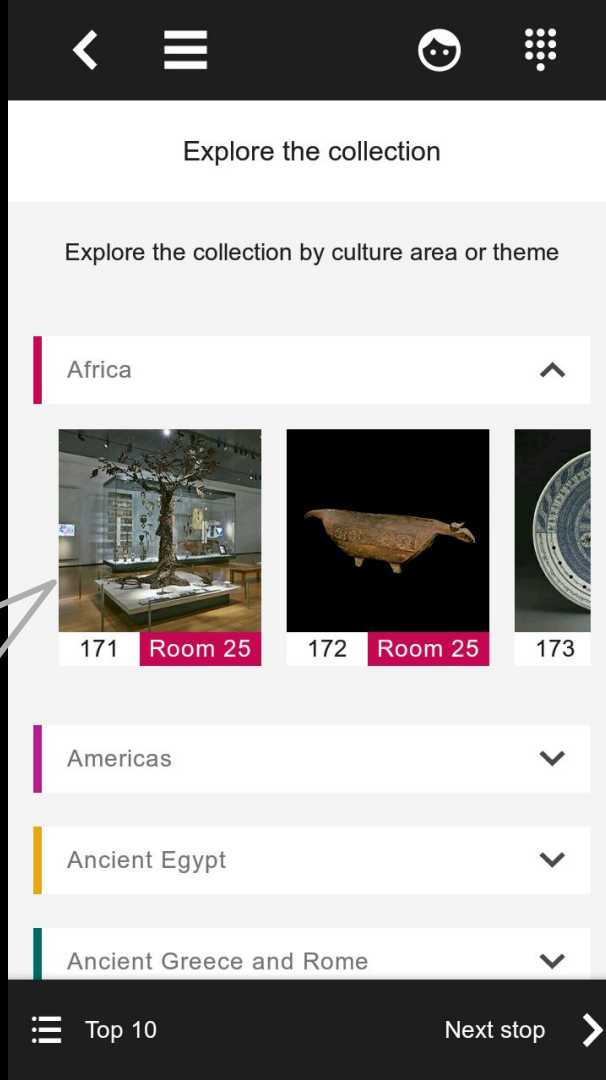 Explore the collection
Explore the collection by culture area or theme
Africa
171 Room 25 172 Room 25 173
Americas
Ancient Egypt
Ancient Greece and Rome
Top 10 Next stop